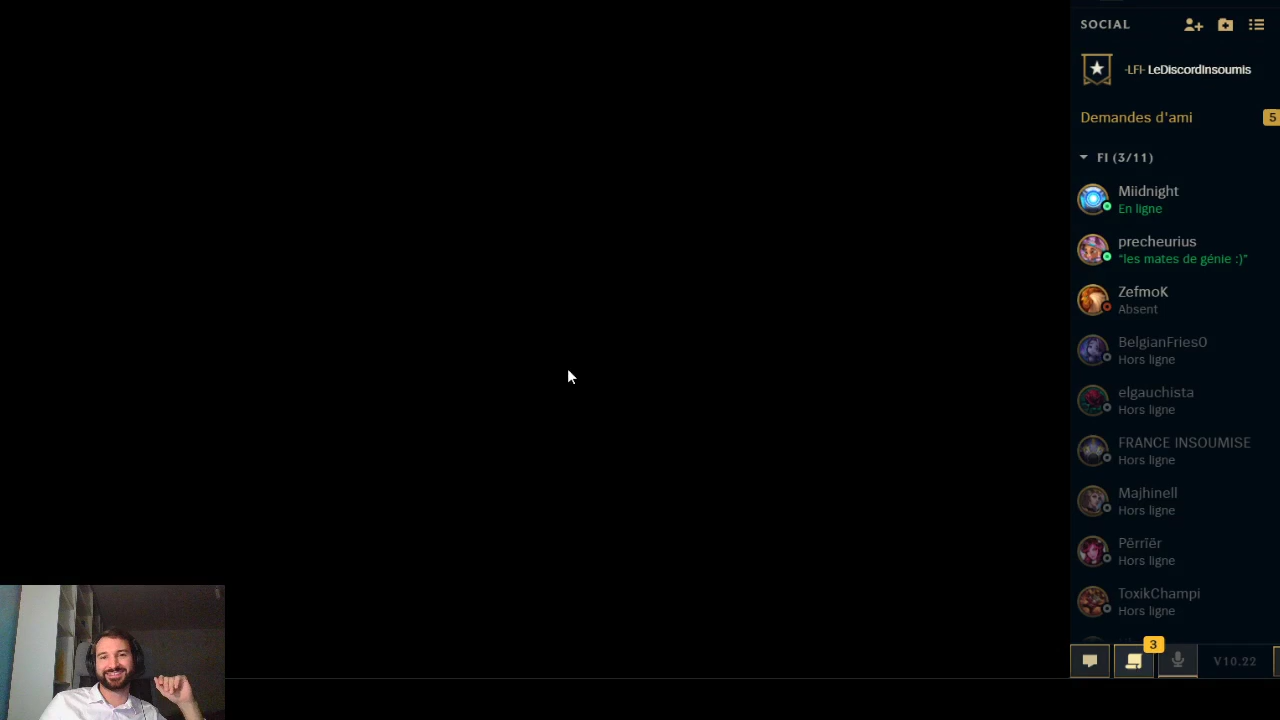 SOCIAL
-LFI- LeDiscordInsoumis
Demandes d'ami
5
FI (3/11)
Miidnight
En ligne
precheurius
"les mates de génie :)"
ZefmoK
Absent
BelgianFriesO
Hors ligne
elgauchista
Hors ligne
FRANCE INSOUMISE
Hors ligne
Majhinell
Hors ligne
Përrïër
Hors ligne
ToxikChampi
Hors ligne
3
V10.22